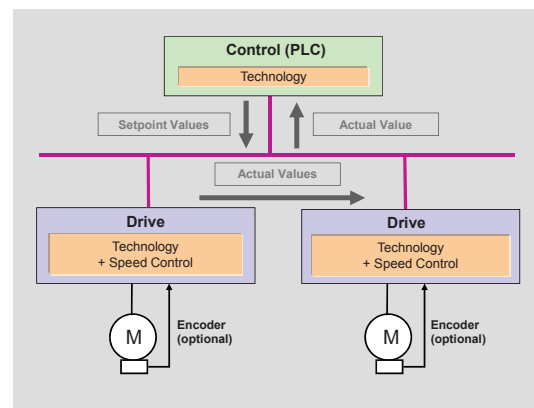 Control (PLC)
Technology
Setpoint Values
Actual Value
Actual Values
Drive
Technology
+ Speed Control
M
Encoder
(optional)
Drive
Technology
+ Speed Control
M
Encoder
(optional)